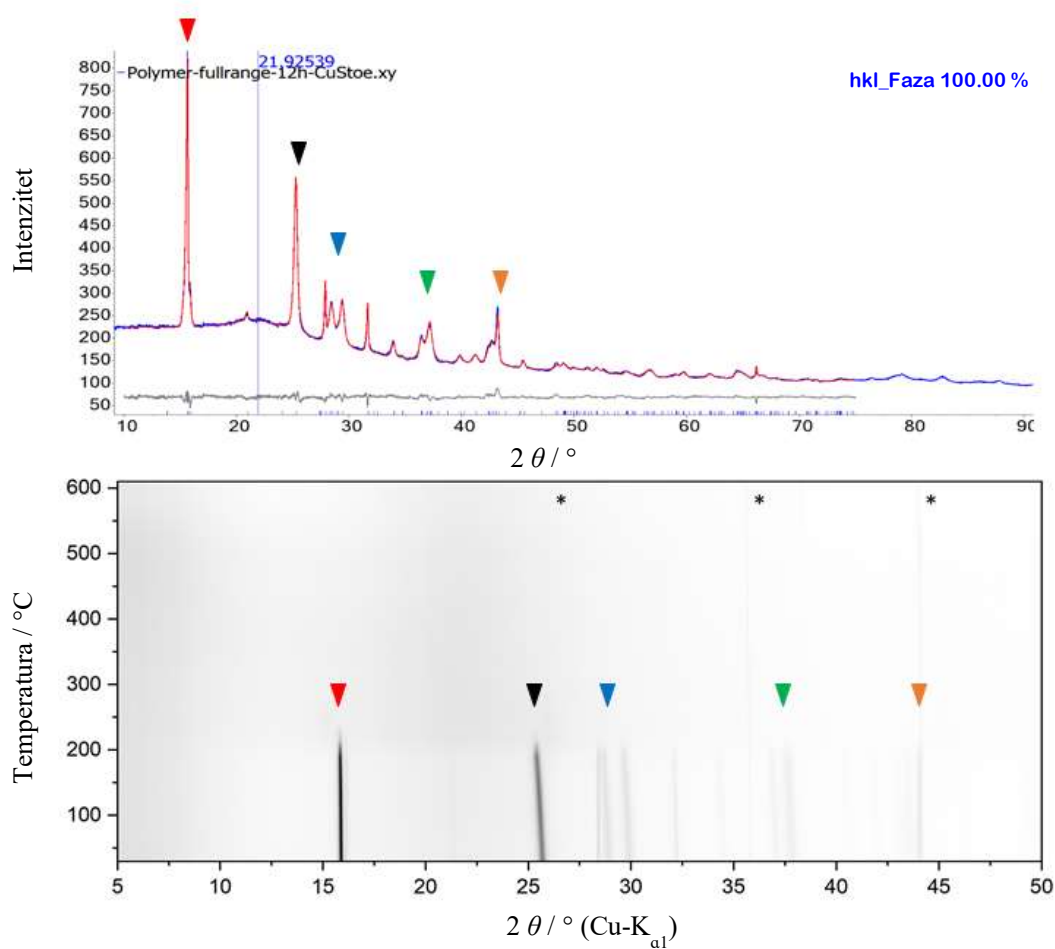 21.92539
Polymer-fullrange-12h-CuStoe.xy
hkl_Faza 100.00 %
Intenzitet
800
750
700
650
600
550
500
450
400
350
300
250
200
150
100
50
10 20 30 40 50 60 70 80 90
2 θ / °
Temperatura / °C
600
500
400
300
200
100
* * *
5 10 15 20 25 30 35 40 45 50
2 θ / ° (Cu-Kα1)